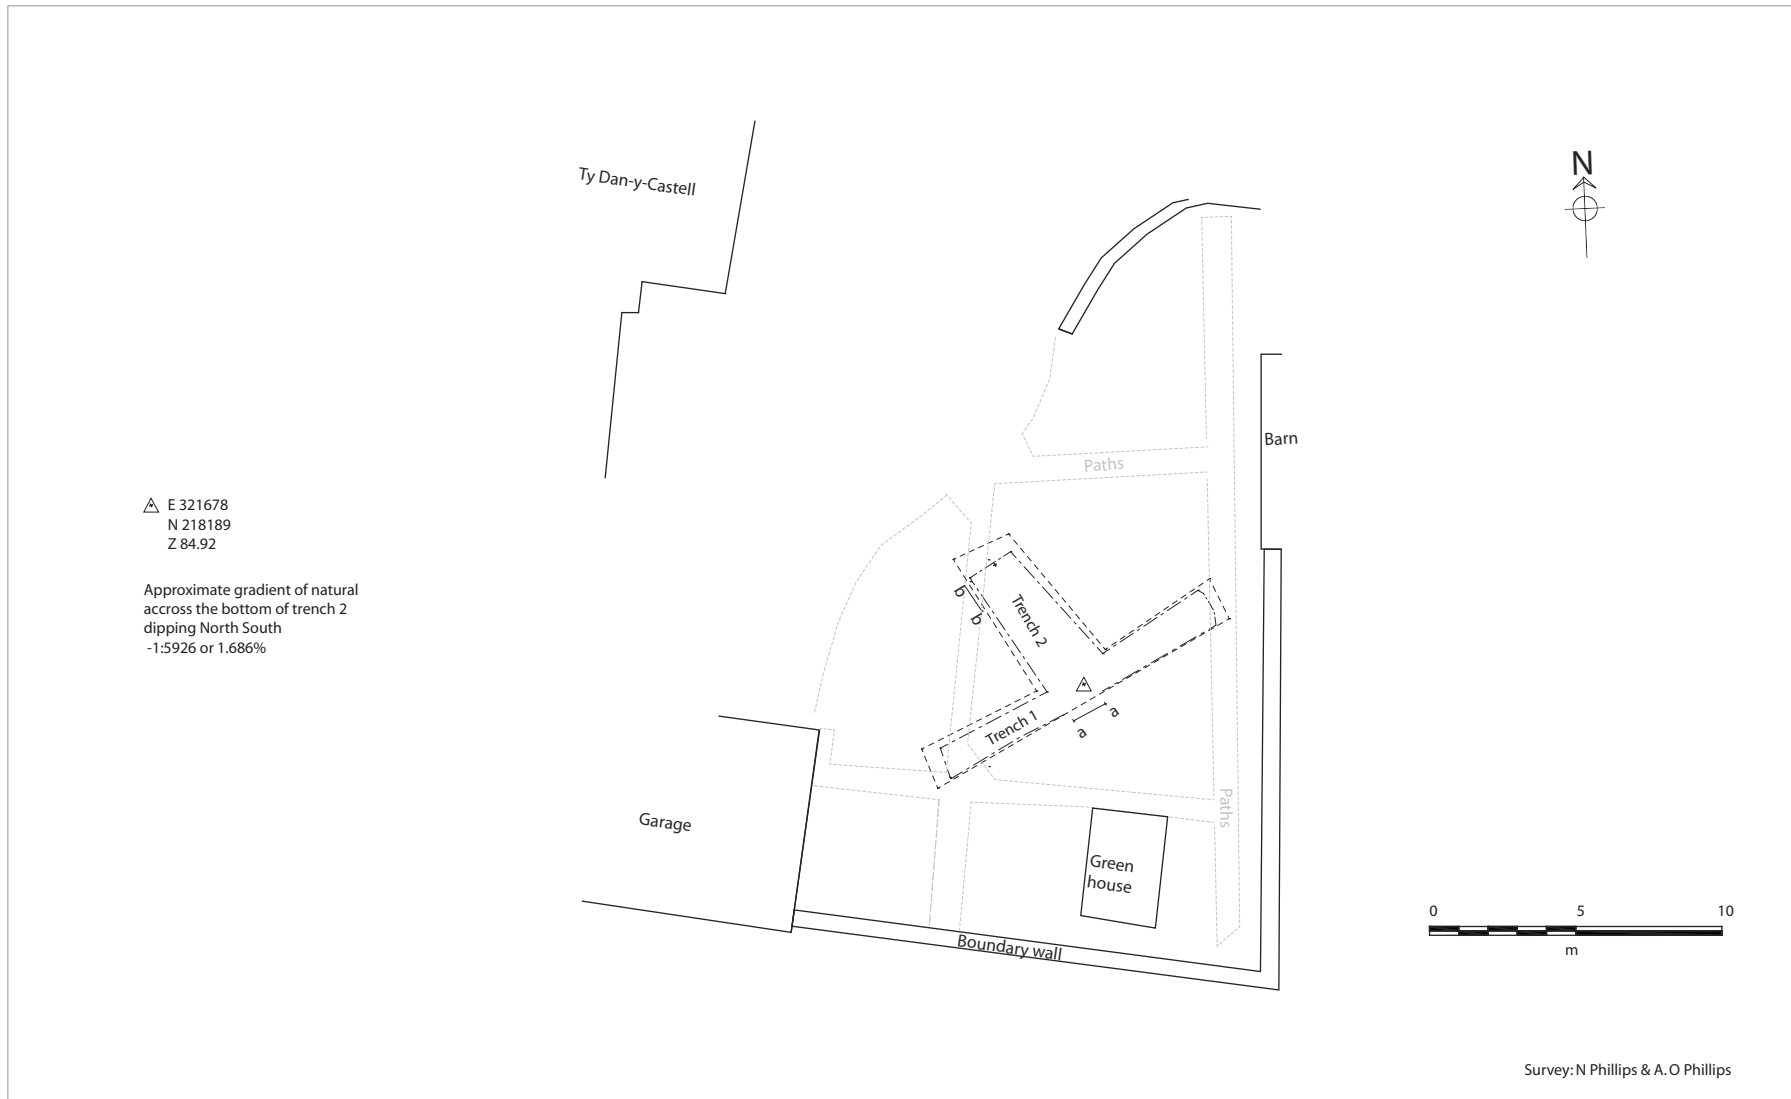 Ty Dan-y-Castell
N
Barn
Paths
E 321678
N 218189
Z 84.92
Approximate gradient of natural
accross the bottom of trench 2
dipping North South
-1:5926 or 1.686%
b
b
Trench 2
Trench 1
a
a
Paths
Garage
Green
house
Boundary wall
0 5 10
m
Survey: N Phillips & A. O Phillips